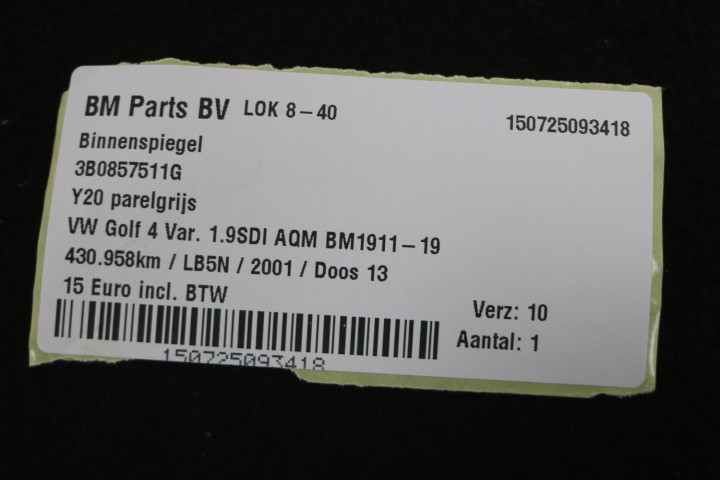 BM Parts BV LOK 8-40
150725093418
Binnenspiegel
3B0857511G
Y20 parelgrijs
VW Golf 4 Var. 1.9SDI AQM BM1911-19
430.958km / LB5N / 2001 / Doos 13
15 Euro incl. BTW
Verz: 10
Aantal: 1
150725093418